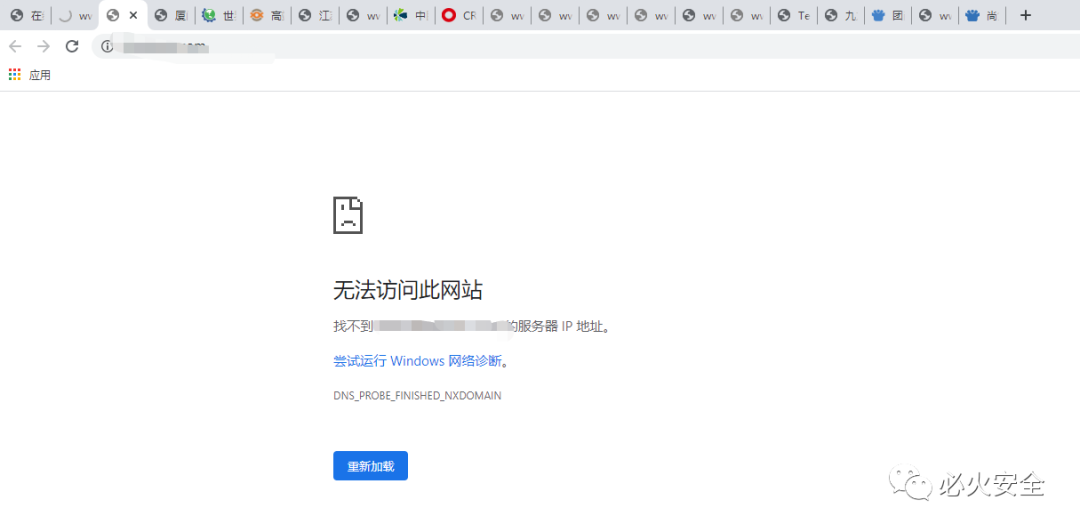 在 wv 厦 世 高 江 wv 中 CF wv wv wv wv wv wv Te 九 团 wv 尚
应用
无法访问此网站
找不到 的服务器 IP 地址。
尝试运行 Windows 网络诊断。
DNS_PROBE_FINISHED_NXDOMAIN
重新加载
必火安全